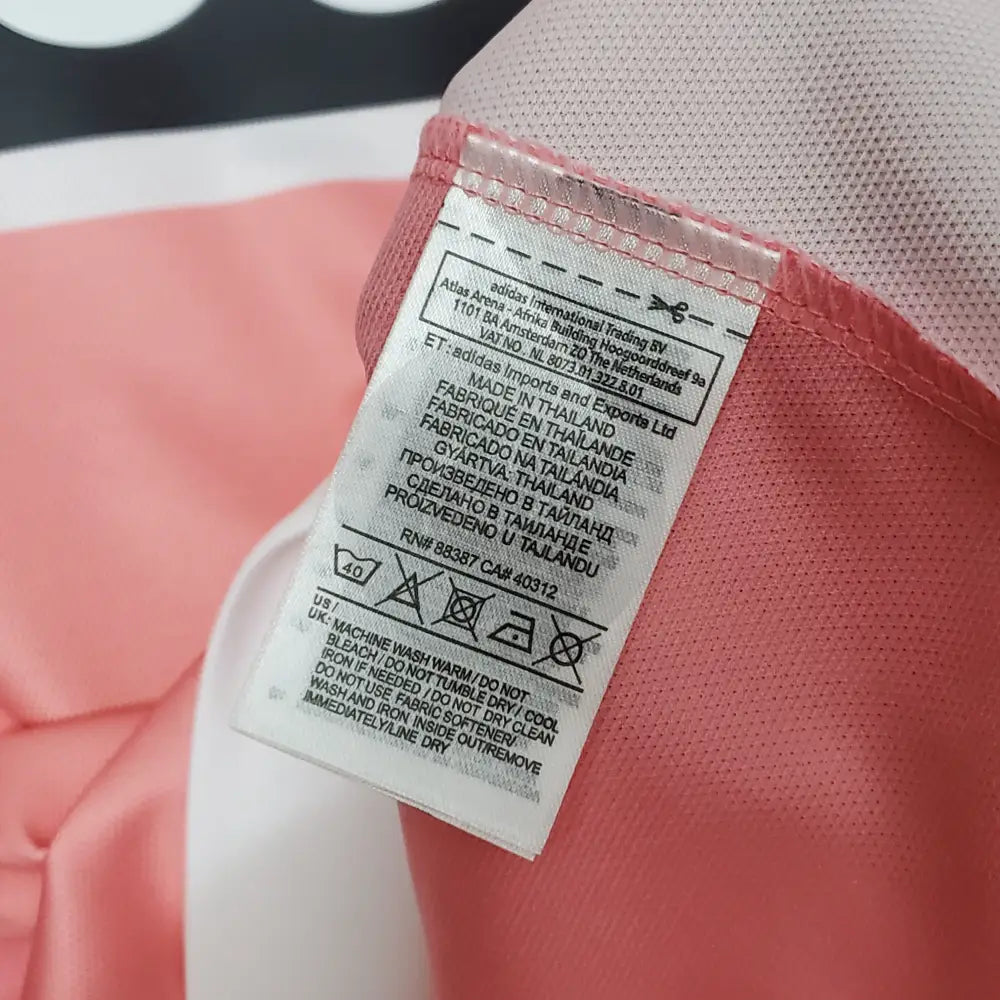 adidas International Trading BV
Atlas Arena - Afrika Building Hoogoorddreef 9a
1101 BA Amsterdam ZO The Netherlands
VAT NO. NL 8073.01.322.B.01
ET: adidas Imports and Exports Ltd
MADE IN THAILAND
FABRIQUÉ EN THAÏLANDE
FABRICADO EN TAILANDIA
FABRICADO NA TAILÂNDIA
GYÁRTVA: THAILAND
ПРОИЗВЕДЕНО В ТАЙЛАНД
СДЕЛАНО В ТАИЛАНДЕ
PROIZVEDENO U TAJLANDU
RN# 88387 CA# 40312
40
US /
UK: MACHINE WASH WARM / DO NOT
BLEACH / DO NOT TUMBLE DRY / COOL
IRON IF NEEDED / DO NOT DRY CLEAN
DO NOT USE FABRIC SOFTENER/
WASH AND IRON INSIDE OUT/REMOVE
IMMEDIATELY/LINE DRY